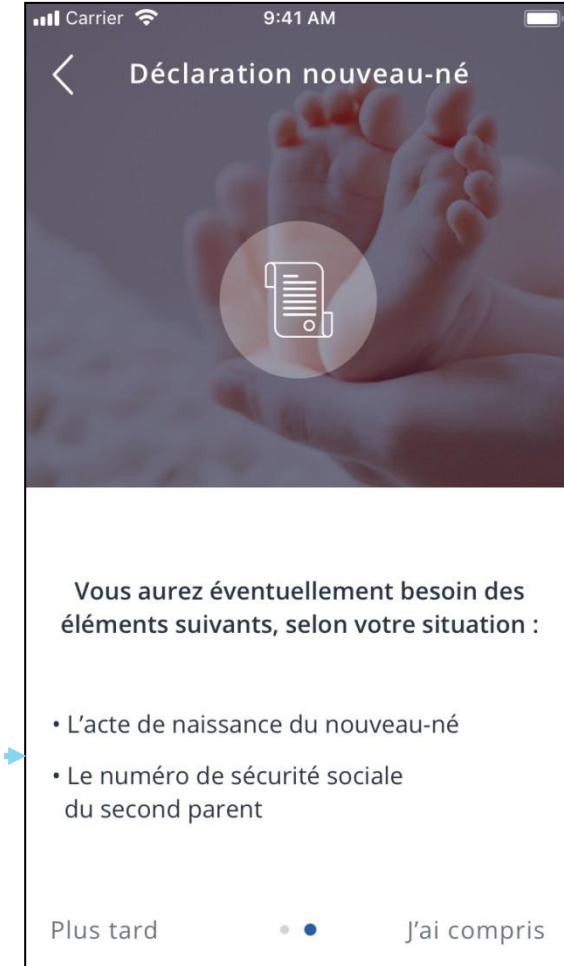 Carrier 9:41 AM
Déclaration nouveau-né
Vous aurez éventuellement besoin des
éléments suivants, selon votre situation :
• L’acte de naissance du nouveau-né
• Le numéro de sécurité sociale
du second parent
Plus tard J’ai compris